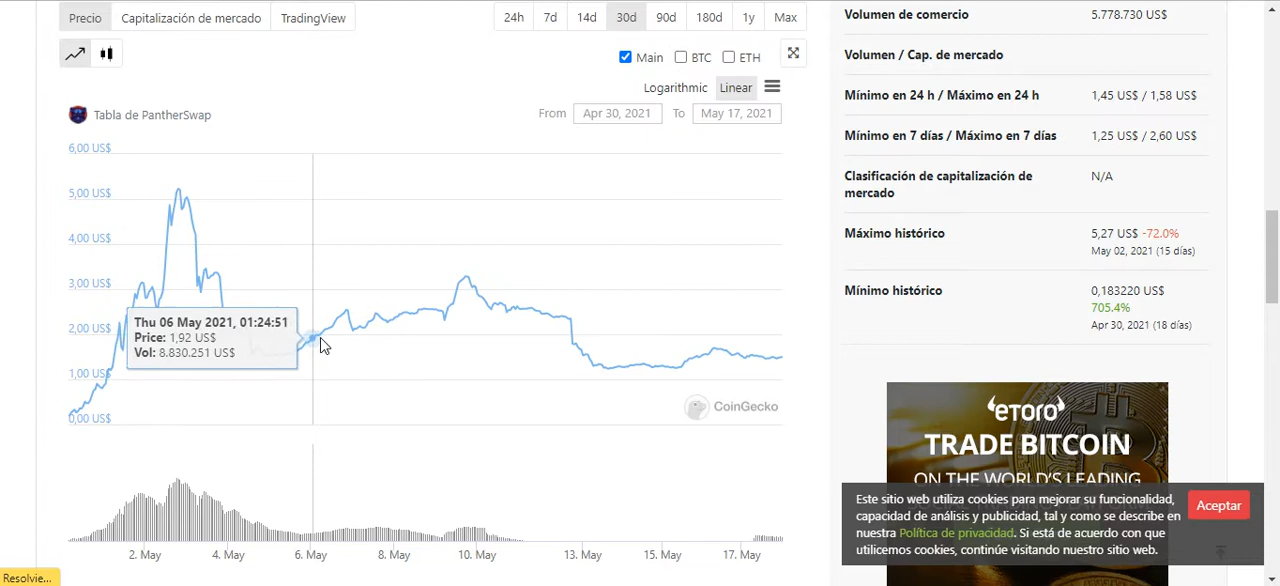 Precio
Capitalización de mercado
TradingView
24h
7d
14d
30d
90d
180d
1y
Max
Main
BTC
ETH
Logarithmic
Linear
Tabla de PantherSwap
From
Apr 30, 2021
To
May 17, 2021
6,00 US$
5,00 US$
4,00 US$
3,00 US$
2,00 US$
1,00 US$
0,00 US$
Thu 06 May 2021, 01:24:51
Price: 1,92 US$
Vol: 8.830.251 US$
CoinGecko
2. May
4. May
6. May
8. May
10. May
13. May
15. May
17. May
Resolvie...
Volumen de comercio
5.778.730 US$
Volumen / Cap. de mercado
Mínimo en 24 h / Máximo en 24 h
1,45 US$ / 1,58 US$
Mínimo en 7 días / Máximo en 7 días
1,25 US$ / 2,60 US$
Clasificación de capitalización de
mercado
N/A
Máximo histórico
5,27 US$ -72.0%
May 02, 2021 (15 días)
Mínimo histórico
0,183220 US$
705.4%
Apr 30, 2021 (18 días)
eToro
TRADE BITCOIN
ON THE WORLD'S LEADING
Este sitio web utiliza cookies para mejorar su funcionalidad,
capacidad de análisis y publicidad, tal y como se describe en
nuestra Política de privacidad. Si está de acuerdo con que
utilicemos cookies, continúe visitando nuestro sitio web.
Aceptar